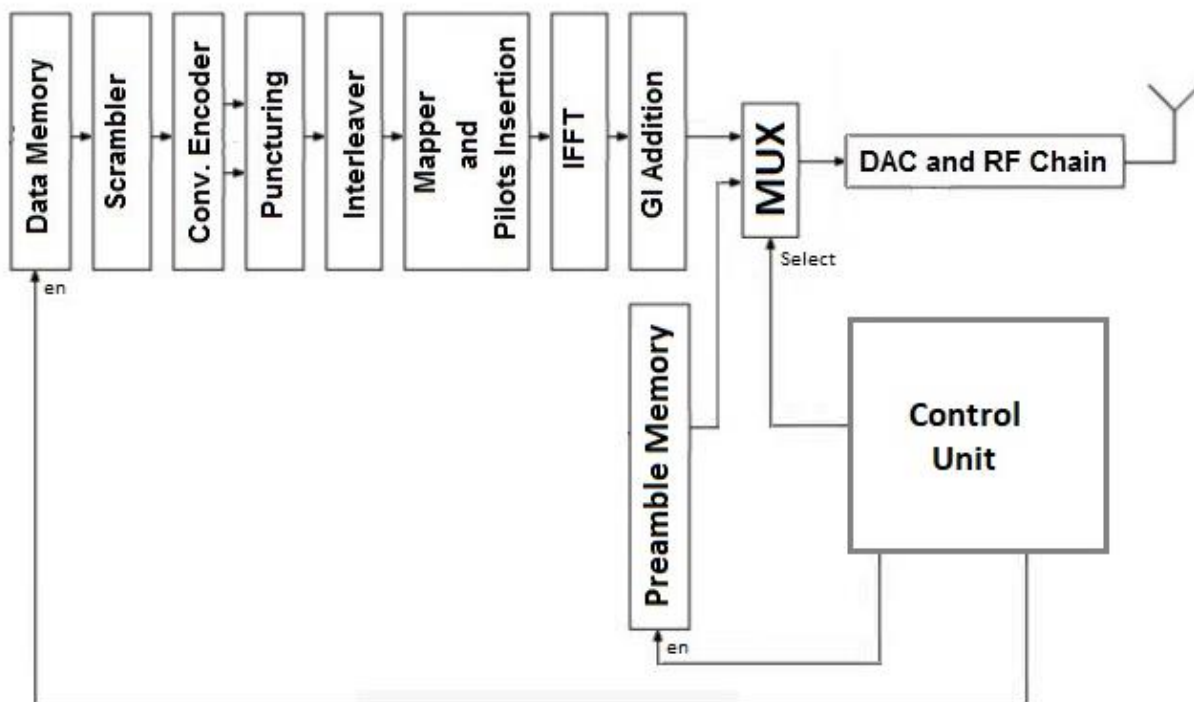 Data Memory
Scrambler
Conv. Encoder
Puncturing
Interleaver
Mapper
and
Pilots Insertion
IFFT
GI Addition
MUX
DAC and RF Chain
Select
en
Preamble Memory
Control
Unit
en